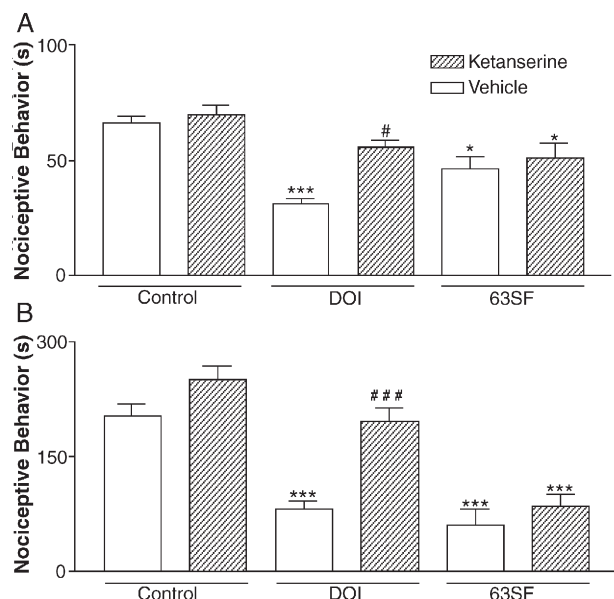 A
Nociceptive Behavior (s)
100
50
0
Ketanserine
Vehicle
***
#
*
*
Control
DOI
63SF
B
Nociceptive Behavior (s)
300
150
0
***
###
***
***
Control
DOI
63SF